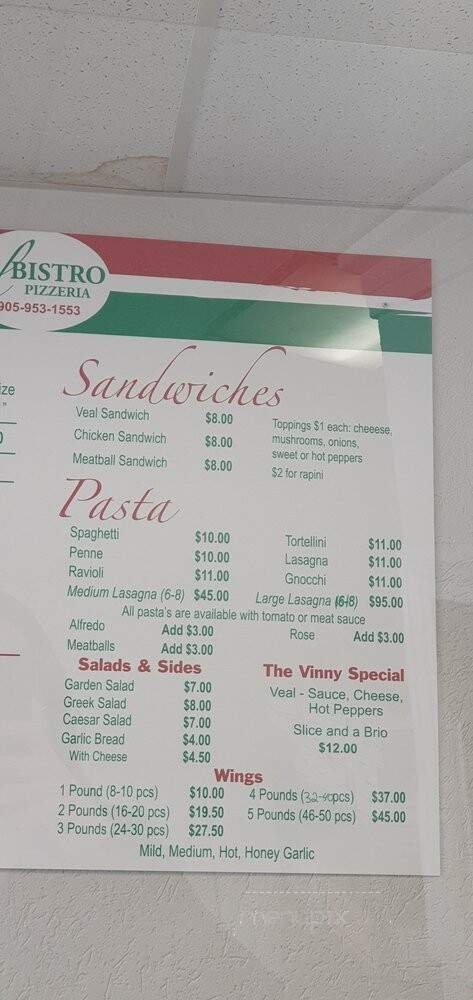 BISTRO
PIZZERIA
905-953-1553
ize
"
Sandwiches
Veal Sandwich $8.00
Chicken Sandwich $8.00
Meatball Sandwich $8.00
Toppings $1 each: cheeese,
mushrooms, onions,
sweet or hot peppers
$2 for rapini
Pasta
Spaghetti $10.00
Penne $10.00
Ravioli $11.00
Medium Lasagna (6-8) $45.00
Tortellini $11.00
Lasagna $11.00
Gnocchi $11.00
Large Lasagna $95.00
All pasta's are available with tomato or meat sauce
Alfredo Add $3.00
Meatballs Add $3.00
Rose Add $3.00
Salads & Sides
Garden Salad $7.00
Greek Salad $8.00
Caesar Salad $7.00
Garlic Bread $4.00
With Cheese $4.50
The Vinny Special
Veal - Sauce, Cheese,
Hot Peppers
Slice and a Brio
$12.00
Wings
1 Pound (8-10 pcs) $10.00
2 Pounds (16-20 pcs) $19.50
3 Pounds (24-30 pcs) $27.50
4 Pounds (32-40pcs) $37.00
5 Pounds (46-50 pcs) $45.00
Mild, Medium, Hot, Honey Garlic
menupix